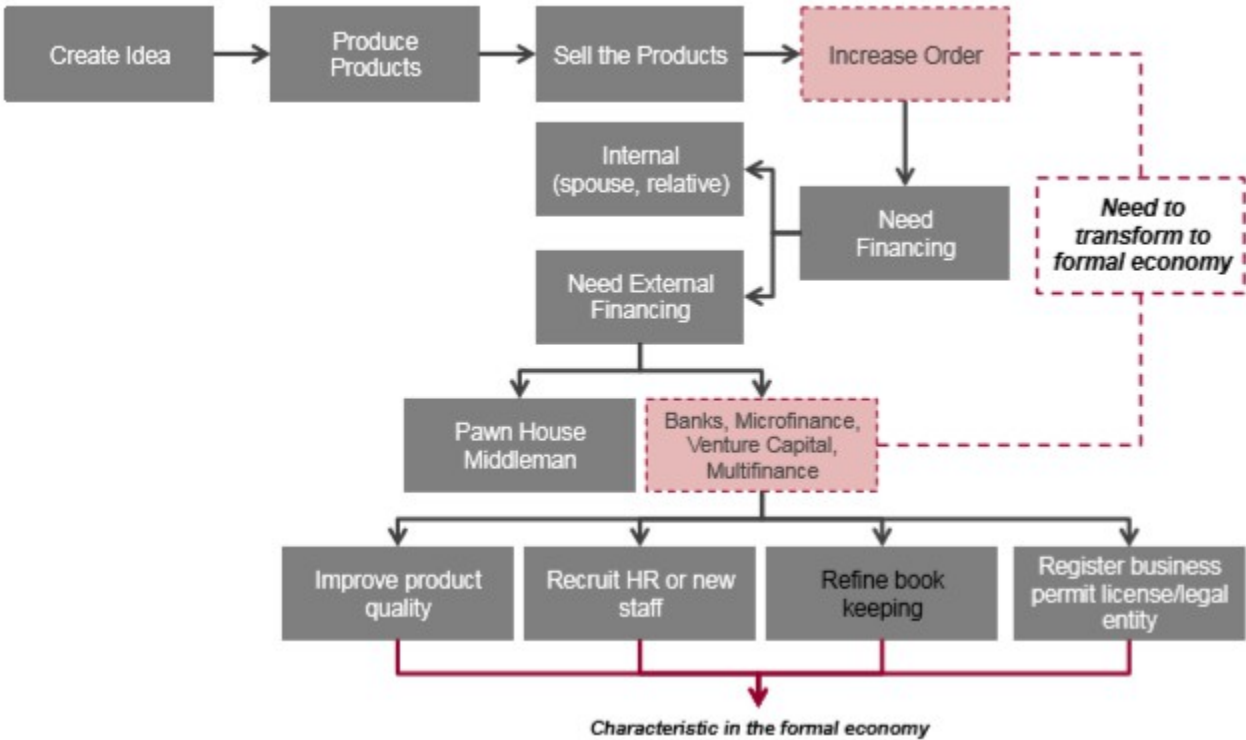 Create Idea
Produce
Products
Sell the Products
Increase Order
Internal
(spouse, relative)
Need
Financing
Need to
transform to
formal economy
Need External
Financing
Pawn House
Middleman
Banks, Microfinance,
Venture Capital,
Multifinance
Improve product
quality
Recruit HR or new
staff
Refine book
keeping
Register business
permit license/legal
entity
Characteristic in the formal economy